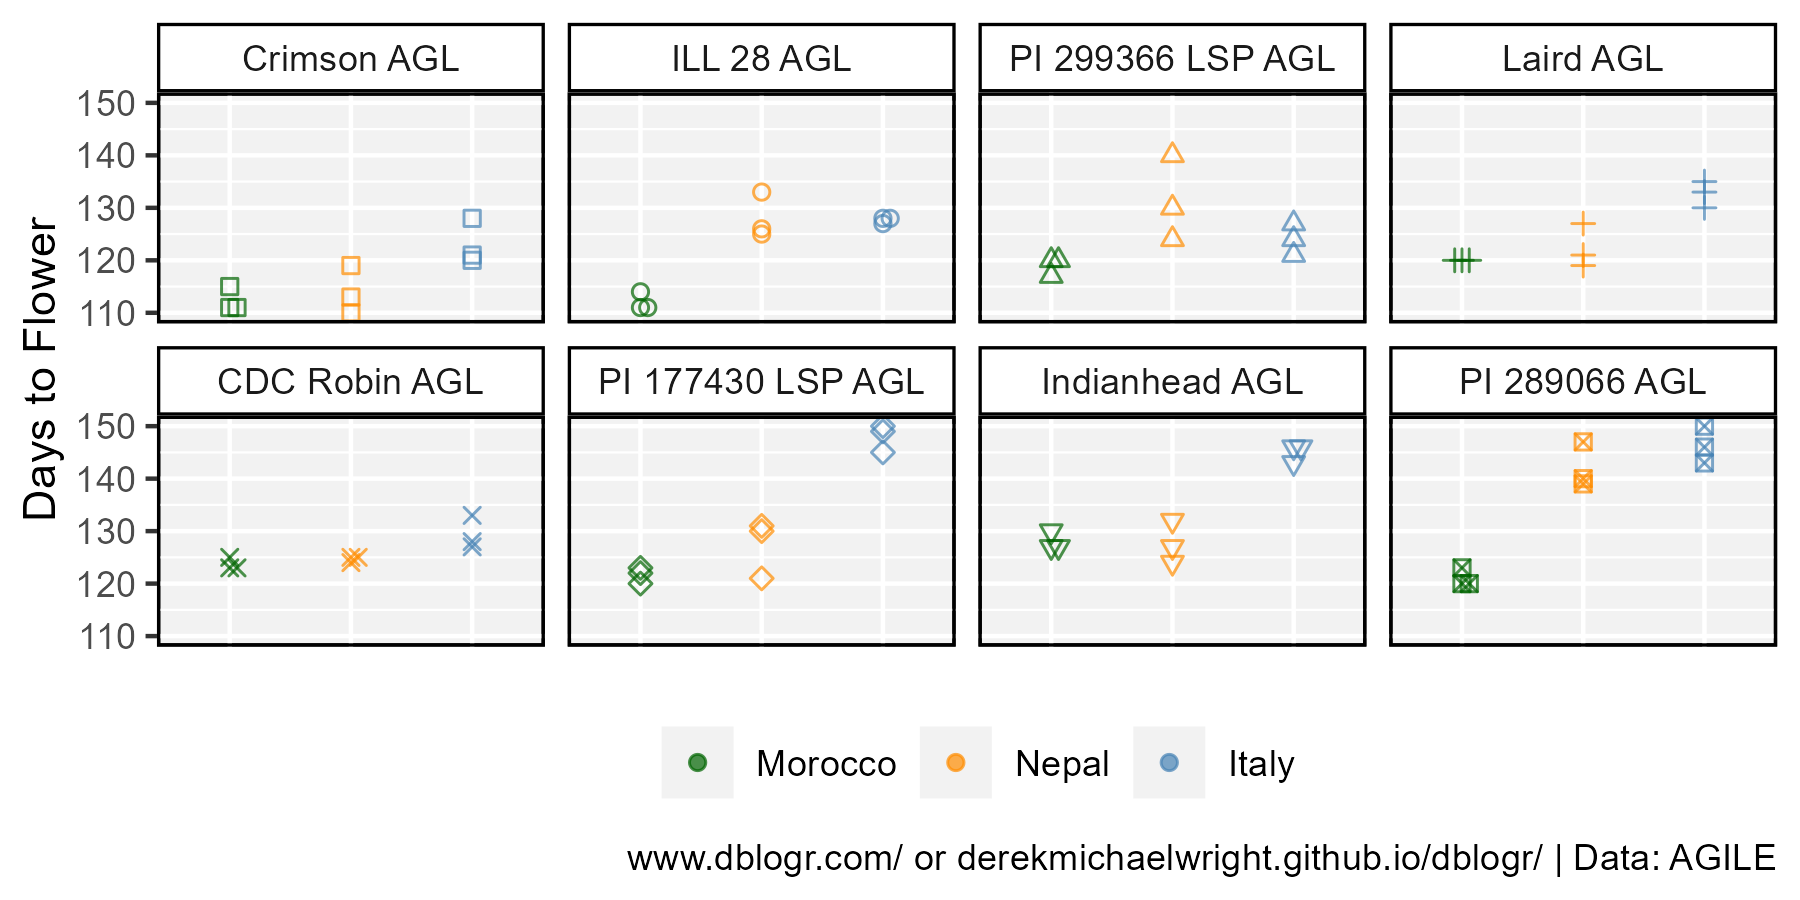 Crimson AGL
ILL 28 AGL
PI 299366 LSP AGL
Laird AGL
150
140
130
120
110
CDC Robin AGL
PI 177430 LSP AGL
Indianhead AGL
PI 289066 AGL
150
140
130
120
110
Days to Flower
Morocco
Nepal
Italy
www.dblogr.com/ or derekmichaelwright.github.io/dblogr/ | Data: AGILE